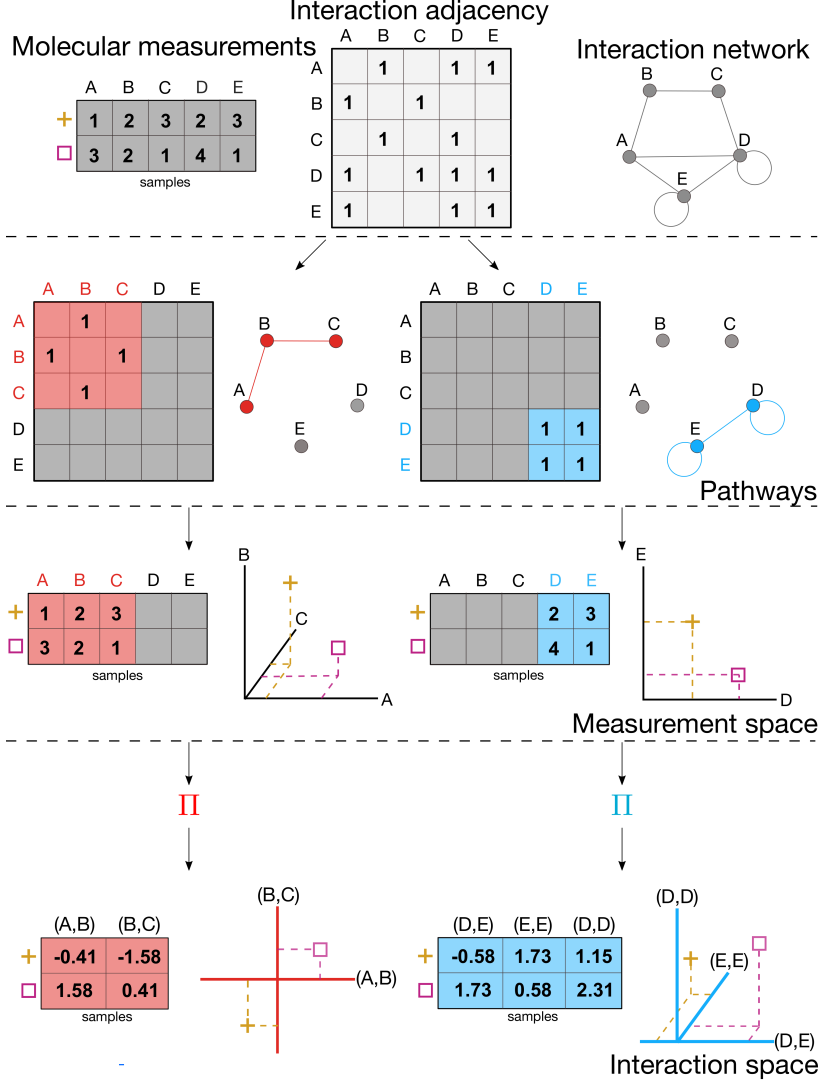 Interaction adjacency
Molecular measurements
Interaction network
A B C D E
1 2 3 2 3
3 2 1 4 1
samples
A B C D E
A 1 1 1
B 1 1
C 1 1
D 1 1 1 1
E 1 1 1
B C
A D
E
A B C D E
A 1
B 1 1
C 1
D
E
B C
A D
E
A B C D E
A
B
C
D 1 1
E 1 1
B C
A D
E
Pathways
A B C D E
1 2 3
3 2 1
samples
B
C
A
A B C D E
2 3
4 1
samples
E
D
Measurement space
Π
Π
(A,B) (B,C)
-0.41 -1.58
1.58 0.41
samples
(B,C)
(A,B)
(D,E) (E,E) (D,D)
-0.58 1.73 1.15
1.73 0.58 2.31
samples
(D,D)
(E,E)
(D,E)
Interaction space